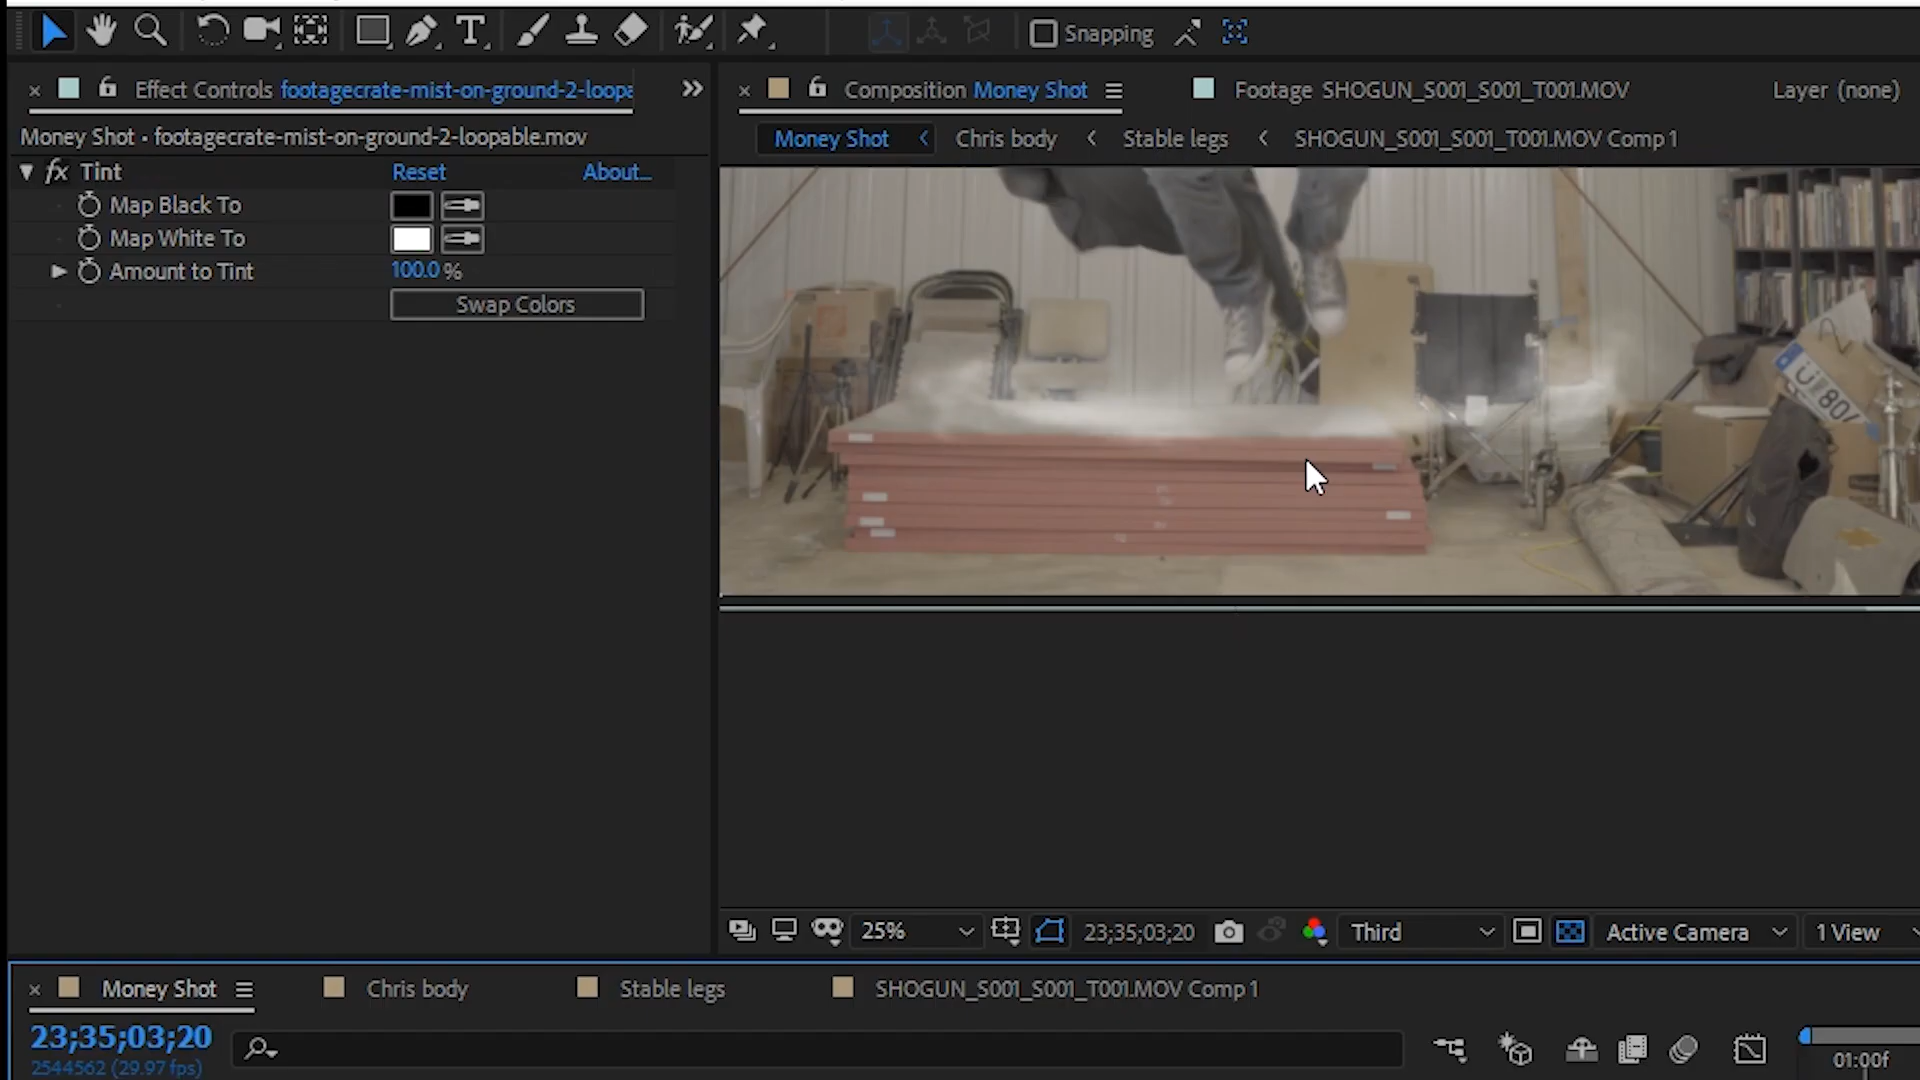 Snapping
Effect Controls footagecrate-mist-on-ground-2-loopa
Composition Money Shot
Footage SHOGUN_S001_S001_T001.MOV
Layer (none)
Money Shot • footagecrate-mist-on-ground-2-loopable.mov
Money Shot
Chris body
Stable legs
SHOGUN_S001_S001_T001.MOV Comp 1
fx Tint
Reset
About...
Map Black To
Map White To
Amount to Tint
100.0 %
Swap Colors
25%
23;35;03;20
Third
Active Camera
1 View
Money Shot
Chris body
Stable legs
SHOGUN_S001_S001_T001.MOV Comp 1
23;35;03;20
2544562 (29.97 fps)
01:00f